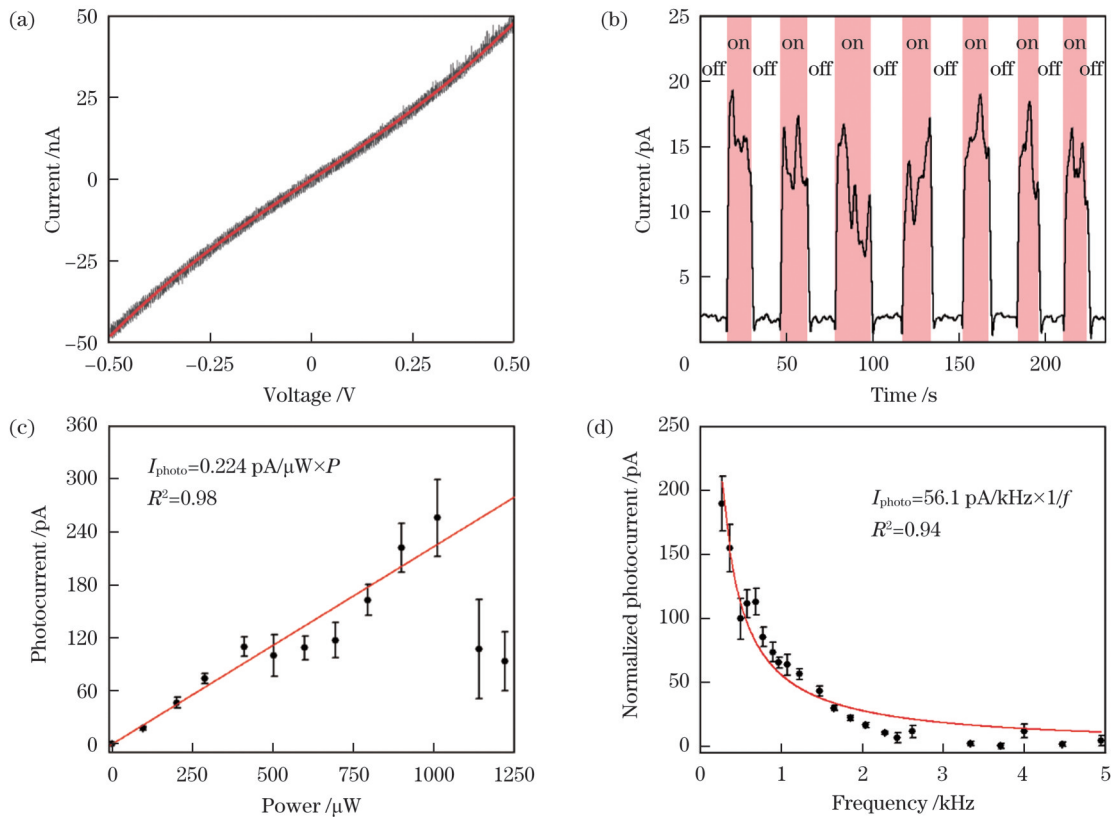 (a)
50
25
0
−25
−50
Current /nA
−0.50
−0.25
0
0.25
0.50
Voltage /V
(b)
25
20
15
10
5
0
Current /pA
on on on on on on on
off off off off off off off off
50
100
150
200
Time /s
(c)
360
300
240
180
120
60
0
Photocurrent /pA
I_photo=0.224 pA/μW×P
R²=0.98
0
250
500
750
1000
1250
Power /μW
(d)
250
200
150
100
50
0
Normalized photocurrent /pA
I_photo=56.1 pA/kHz×1/f
R²=0.94
0
1
2
3
4
5
Frequency /kHz